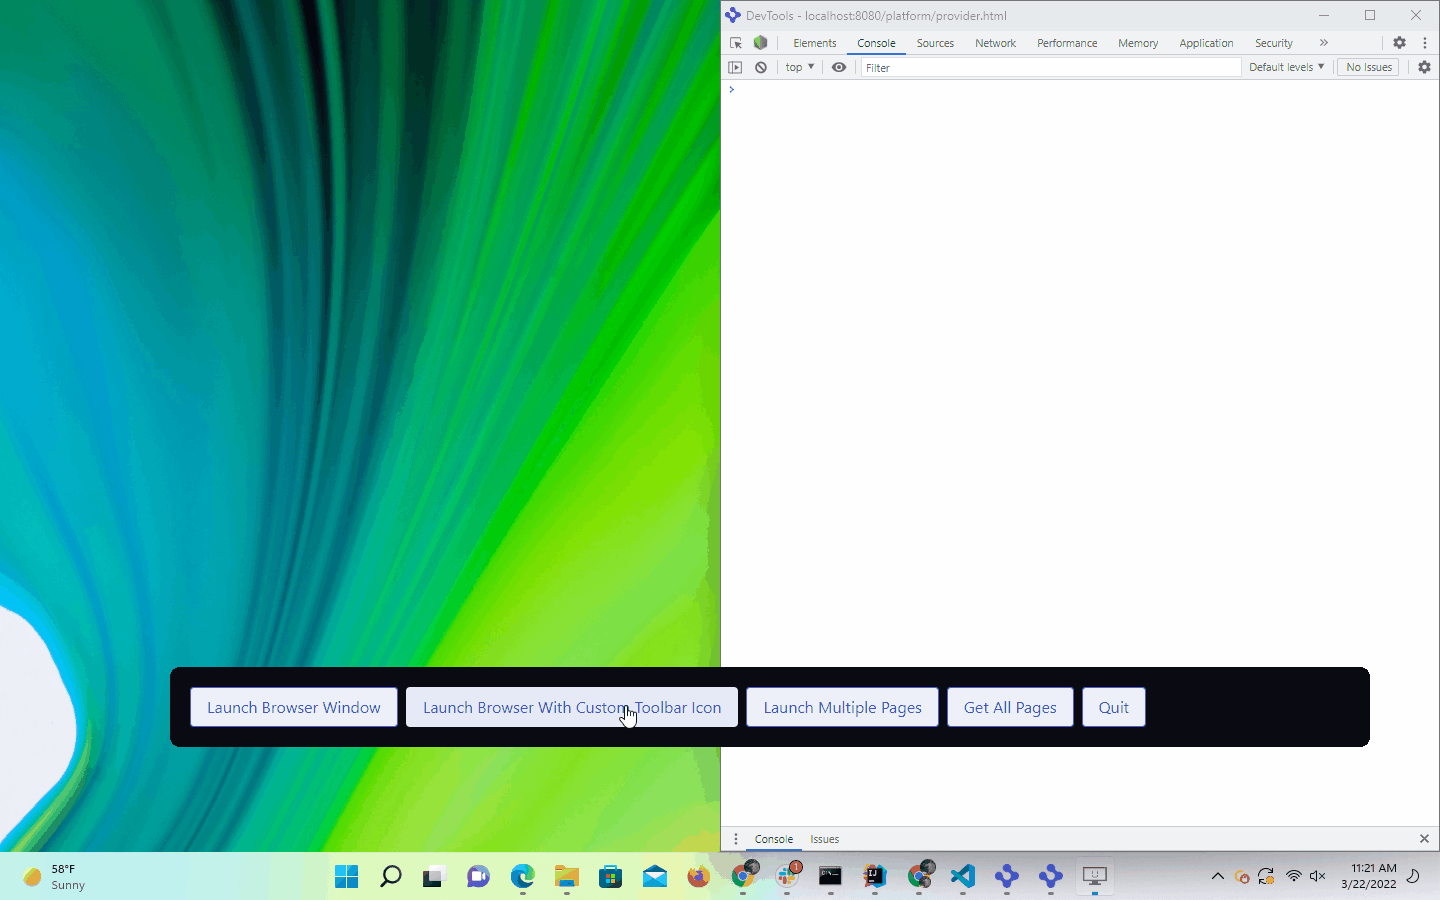 DevTools - localhost:8080/platform/provider.html
Elements Console Sources Network Performance Memory Application Security »
top Filter Default levels No Issues
Launch Browser Window Launch Browser With Custom Toolbar Icon Launch Multiple Pages Get All Pages Quit
Console Issues
58°F
Sunny
11:21 AM
3/22/2022